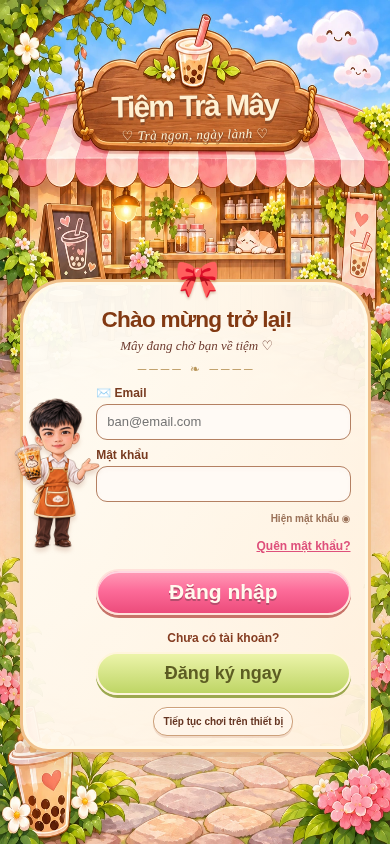 Tiệm Trà Mây
♡ Trà ngon, ngày lành ♡
Chào mừng trở lại!
Mây đang chờ bạn về tiệm ♡
✉️ Email
ban@email.com
Mật khẩu
Hiện mật khẩu ◉
Quên mật khẩu?
Đăng nhập
Chưa có tài khoản?
Đăng ký ngay
Tiếp tục chơi trên thiết bị